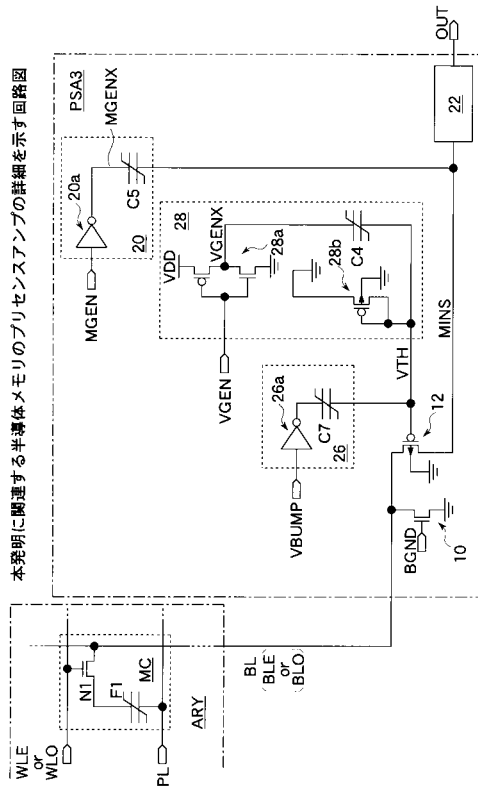 本発明に関連する半導体メモリのプリセンスアンプの詳細を示す回路図
WLE
or
WLO
PL
N1
F1
MC
ARY
BL
BLE
or
BLO
PSA3
MGEN
20a
MGENX
C5
20
VGEN
VDD
28
VGENX
28a
28b
C4
VBUMP
26a
C7
26
VTH
MINS
12
BGND
10
22
OUT